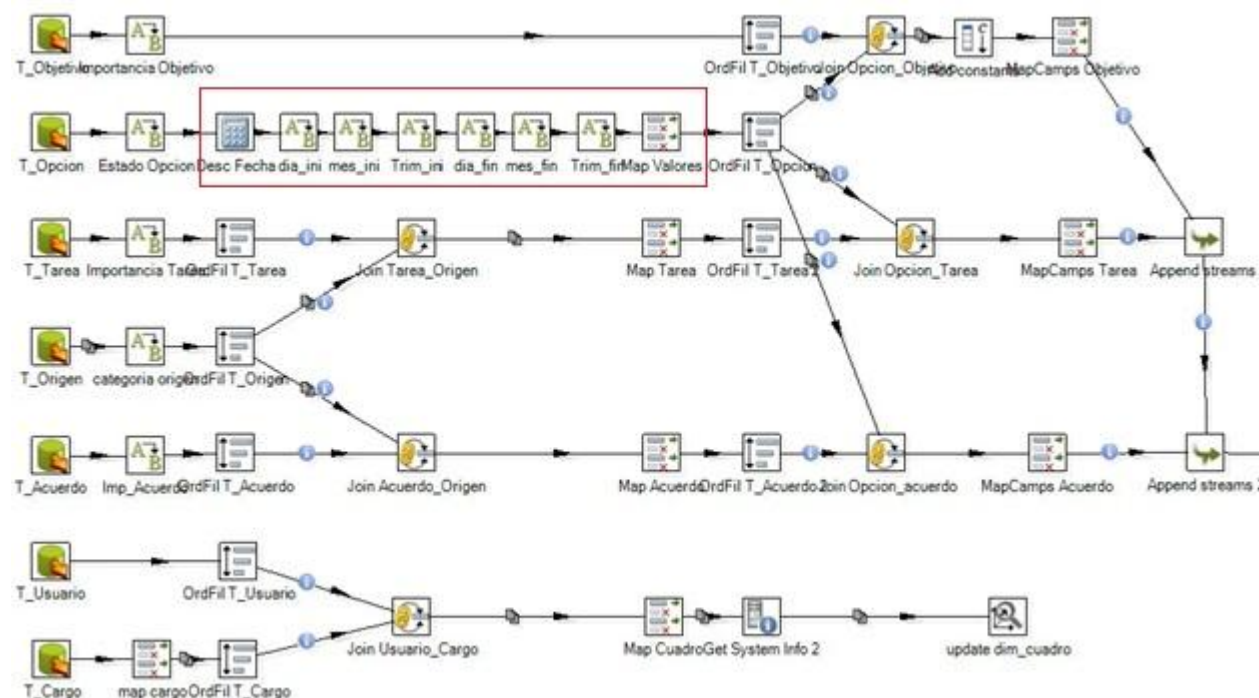 T_Objetivo Importancia Objetivo OrdFil T_Objetivo Join Opcion_Objetivo Add constants MapCamps Objetivo
T_Opcion Estado Opcion Desc Fecha dia_ini mes_ini Trim_ini dia_fin mes_fin Trim_fin Map Valores OrdFil T_Opcion
T_Tarea Importancia Tarea OrdFil T_Tarea Join Tarea_Origen Map Tarea OrdFil T_Tarea 2 Join Opcion_Tarea MapCamps Tarea Append streams
T_Origen categoria origen OrdFil T_Origen
T_Acuerdo Imp_Acuerdo OrdFil T_Acuerdo Join Acuerdo_Origen Map Acuerdo OrdFil T_Acuerdo 2 Join Opcion_acuerdo MapCamps Acuerdo Append streams 2
T_Usuario OrdFil T_Usuario
Join Usuario_Cargo Map Cuadro Get System Info 2 update dim_cuadro
T_Cargo map cargo OrdFil T_Cargo